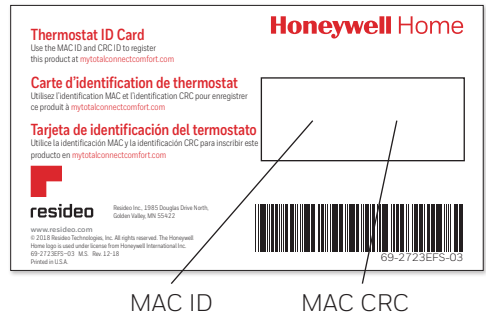 Thermostat ID Card
Use the MAC ID and CRC ID to register
this product at mytotalconnectcomfort.com
Honeywell Home
Carte d'identification de thermostat
Utilisez l'identification MAC et l'identification CRC pour enregistrer
ce produit à mytotalconnectcomfort.com
Tarjeta de identificación del termostato
Utilice la identificación MAC y la identificación CRC para inscribir este
producto en mytotalconnectcomfort.com
resideo
Resideo Inc., 1985 Douglas Drive North,
Golden Valley, MN 55422
www.resideo.com
© 2018 Resideo Technologies, Inc. All rights reserved. The Honeywell
Home logo is used under license from Honeywell International Inc.
69-2723EFS-03 M.S. Rev. 12-18
Printed in U.S.A.
69-2723EFS-03
MAC ID
MAC CRC